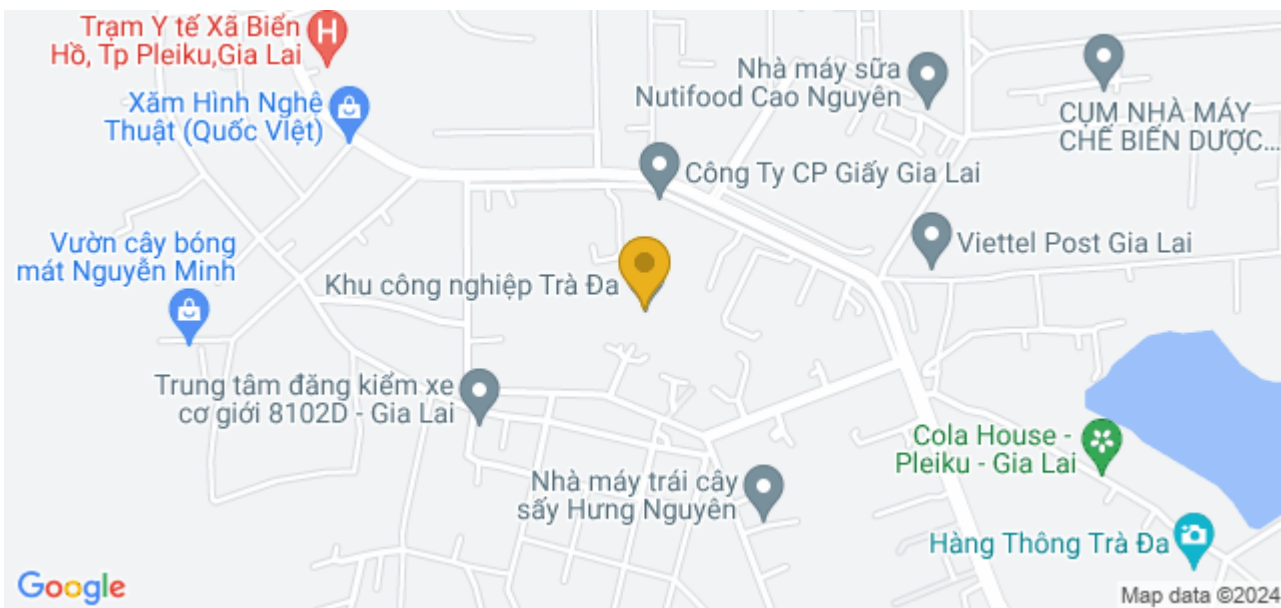 Trạm Y tế Xã Biển
Hồ, Tp Pleiku,Gia Lai
H
Xăm Hình Nghệ
Thuật (Quốc VIệt)
Nhà máy sữa
Nutifood Cao Nguyên
CỤM NHÀ MÁY
CHẾ BIẾN DƯỢC...
Công Ty CP Giấy Gia Lai
Vườn cây bóng
mát Nguyễn Minh
Khu công nghiệp Trà Đa
Viettel Post Gia Lai
Trung tâm đăng kiểm xe
cơ giới 8102D - Gia Lai
Cola House -
Pleiku - Gia Lai
Nhà máy trái cây
sấy Hưng Nguyên
Hàng Thông Trà Đa
Google
Map data ©2024